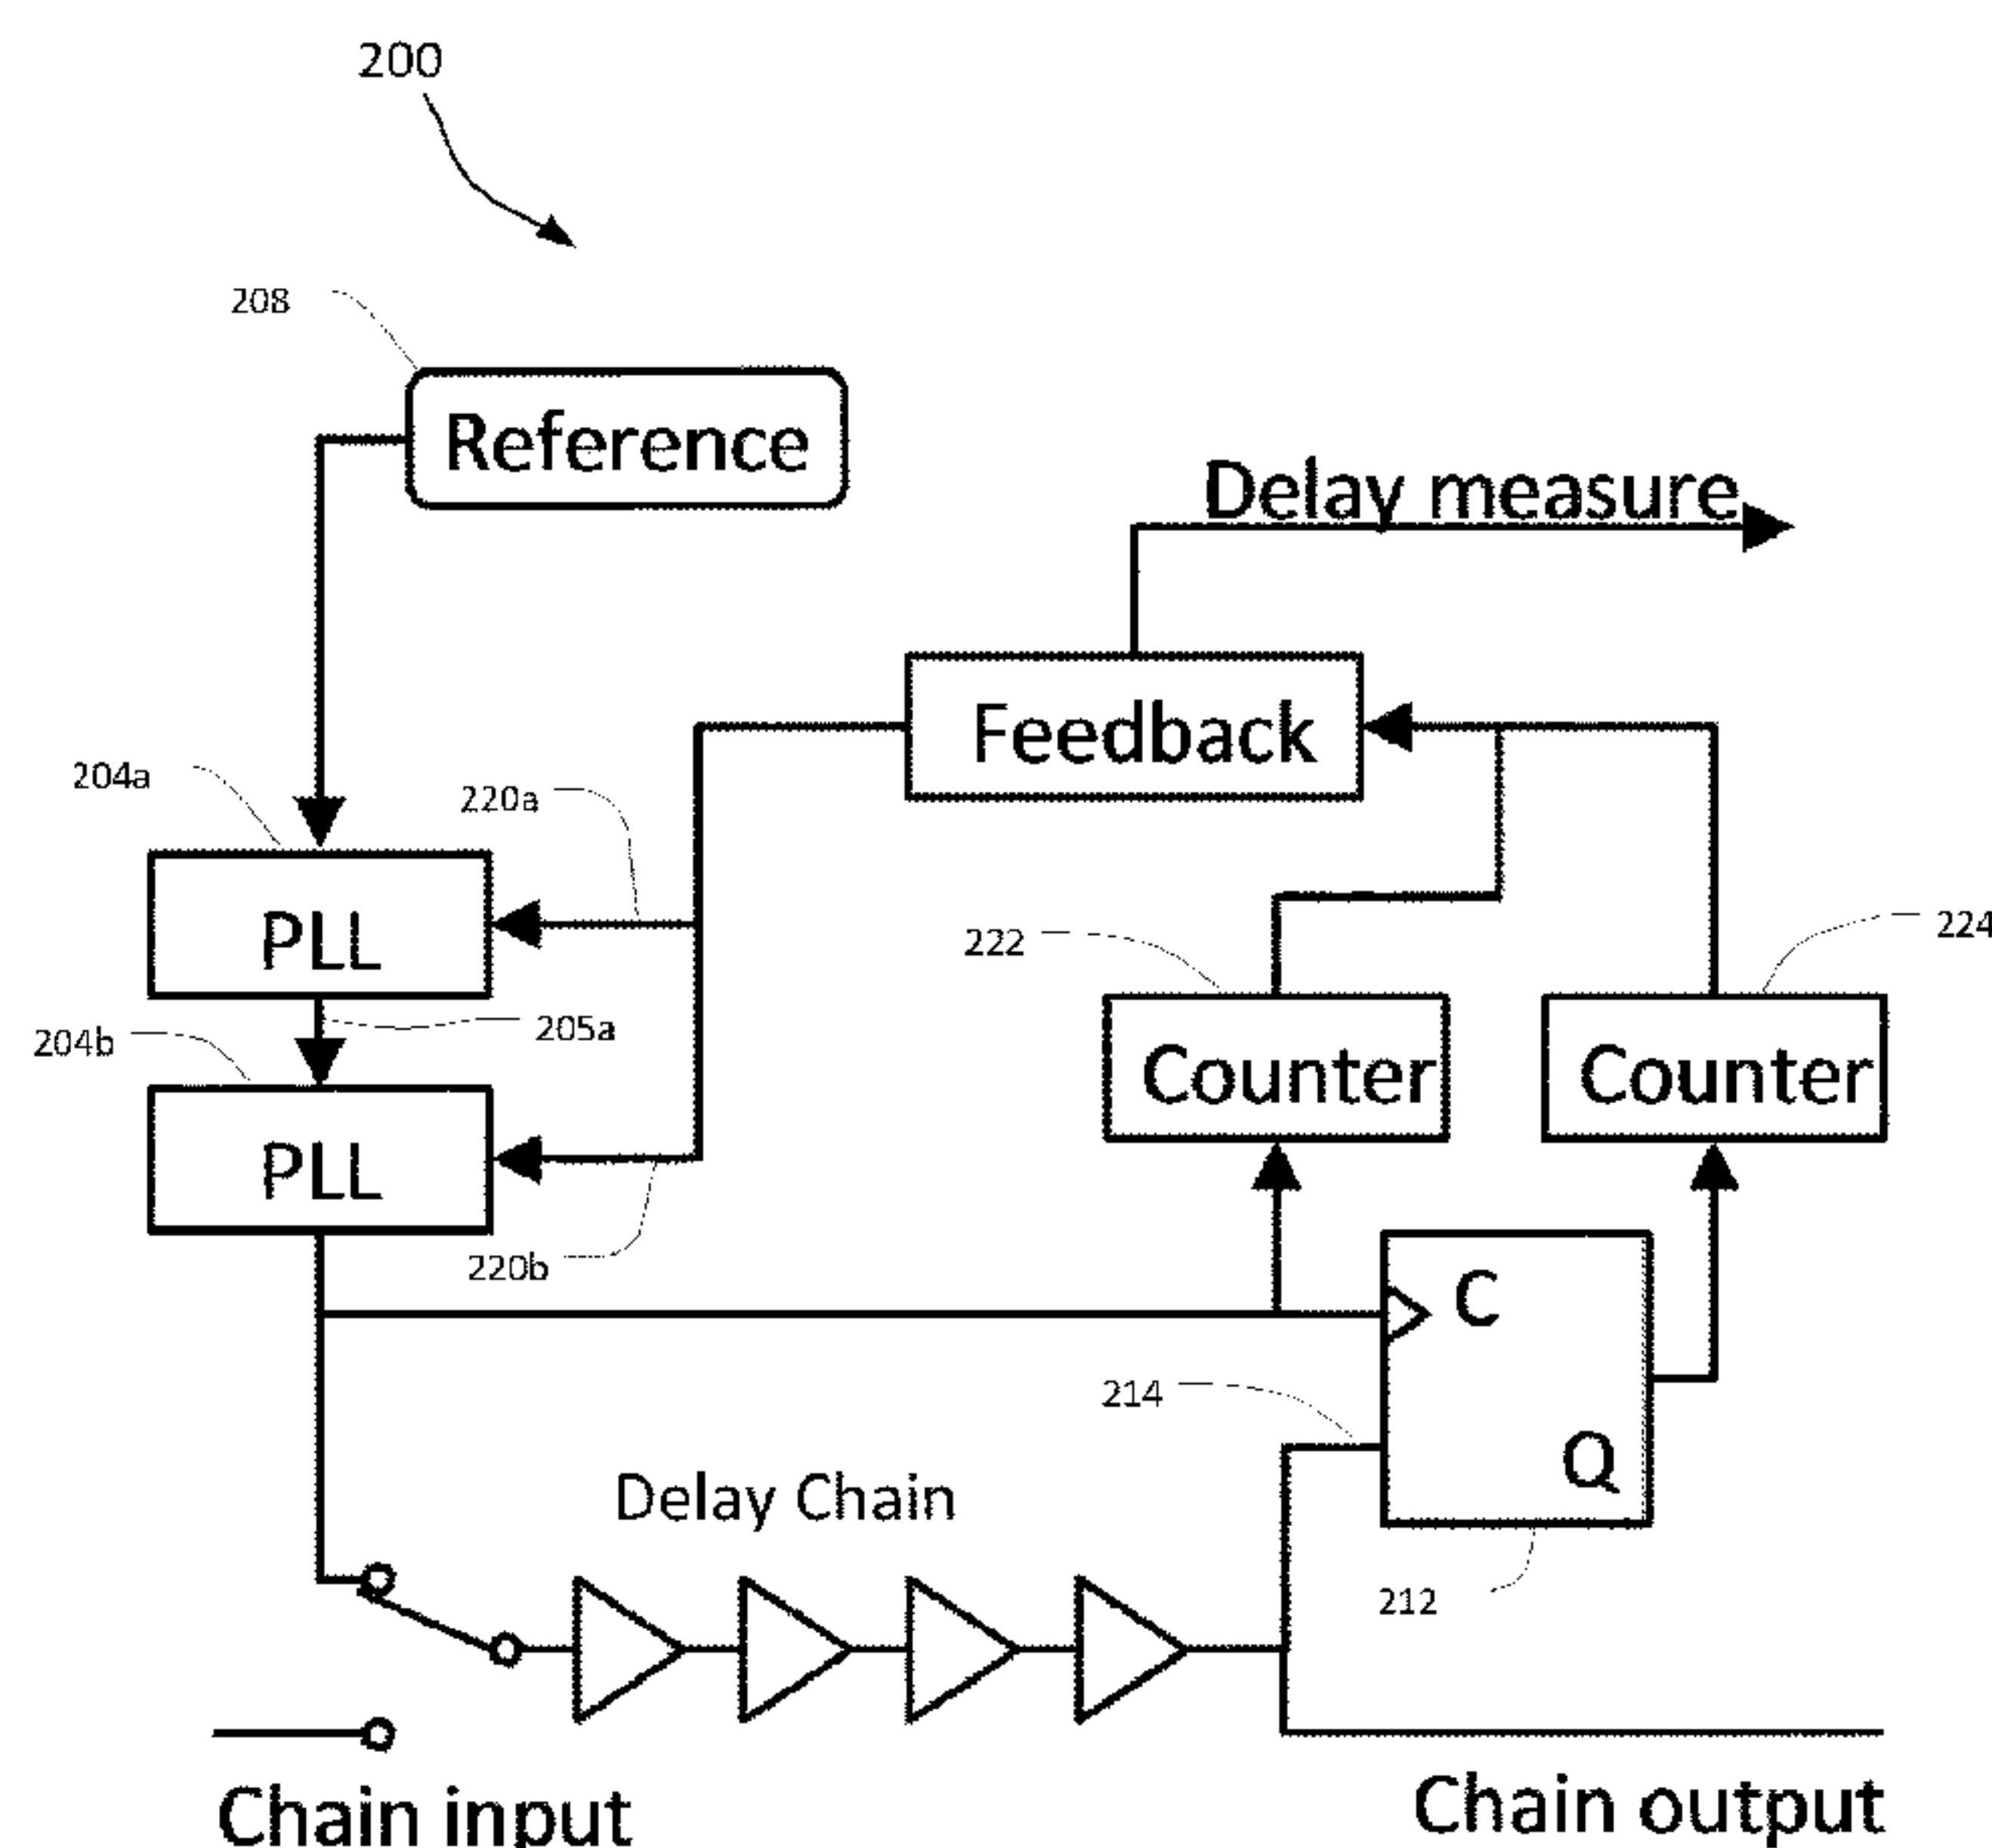 200
208
Reference
Delay measure
Feedback
204a
220a
PLL
222
224
205a
204b
Counter
Counter
PLL
220b
C
214
Q
Delay Chain
212
Chain input
Chain output